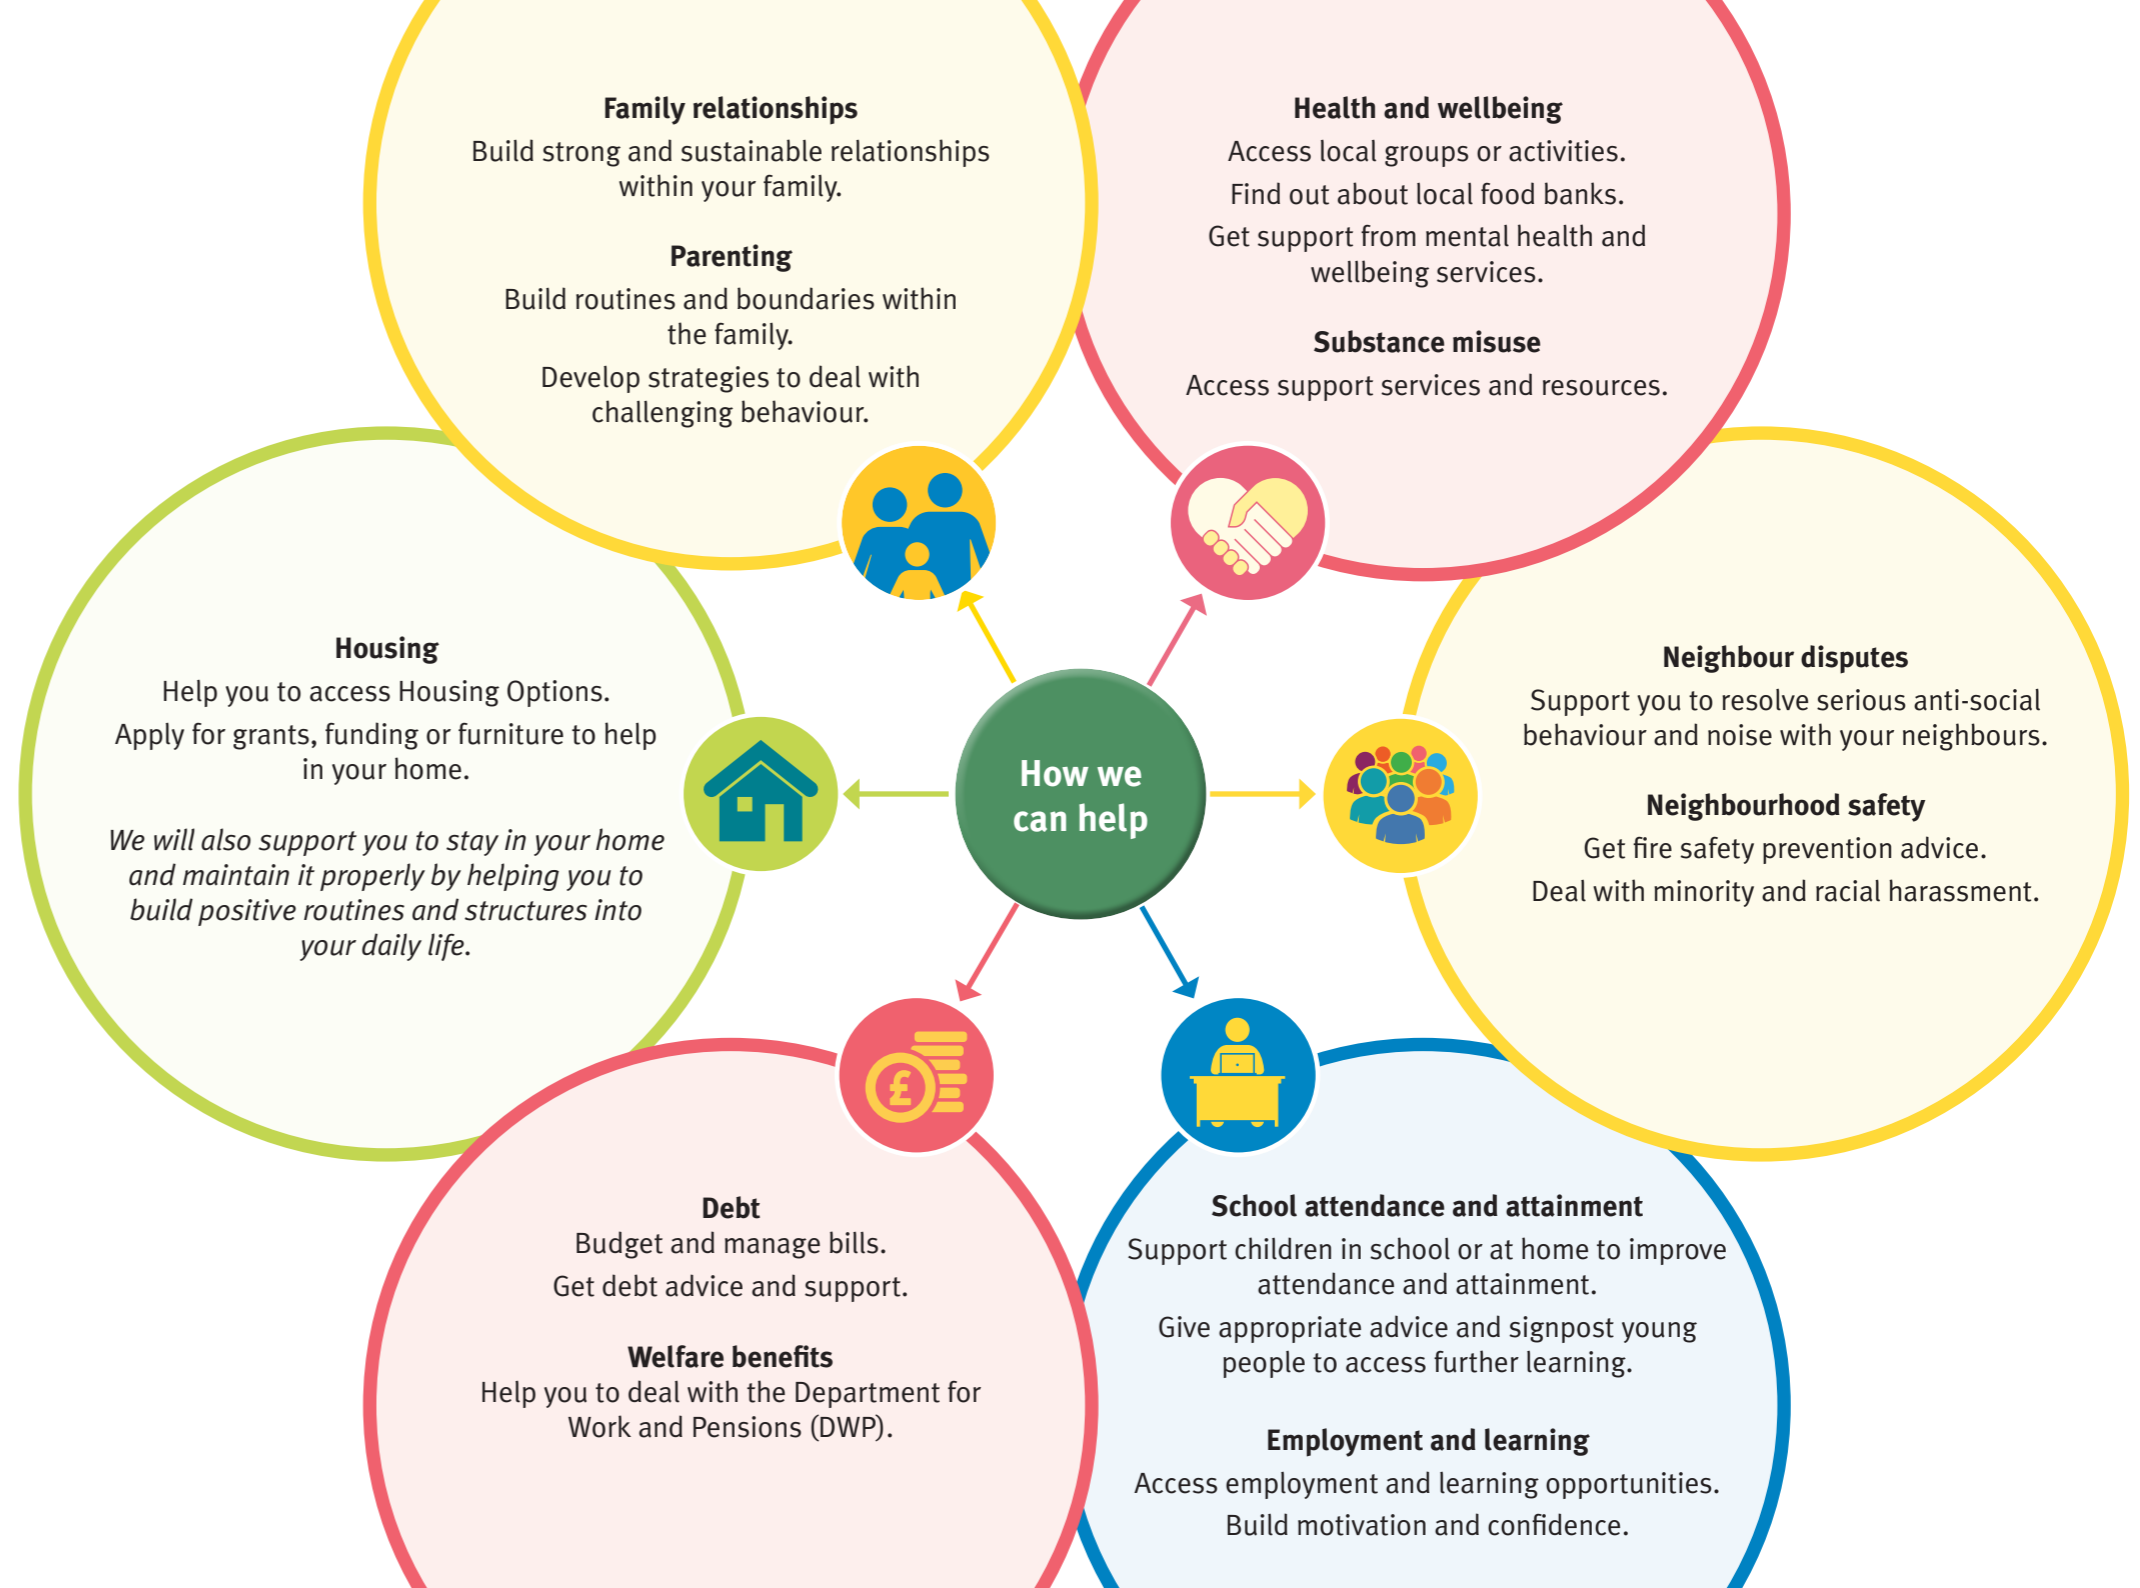 Family relationships
Build strong and sustainable relationships
within your family.
Parenting
Build routines and boundaries within
the family.
Develop strategies to deal with
challenging behaviour.
Health and wellbeing
Access local groups or activities.
Find out about local food banks.
Get support from mental health and
wellbeing services.
Substance misuse
Access support services and resources.
Housing
Help you to access Housing Options.
Apply for grants, funding or furniture to help
in your home.
We will also support you to stay in your home
and maintain it properly by helping you to
build positive routines and structures into
your daily life.
How we
can help
Neighbour disputes
Support you to resolve serious anti-social
behaviour and noise with your neighbours.
Neighbourhood safety
Get fire safety prevention advice.
Deal with minority and racial harassment.
£
Debt
Budget and manage bills.
Get debt advice and support.
Welfare benefits
Help you to deal with the Department for
Work and Pensions (DWP).
School attendance and attainment
Support children in school or at home to improve
attendance and attainment.
Give appropriate advice and signpost young
people to access further learning.
Employment and learning
Access employment and learning opportunities.
Build motivation and confidence.